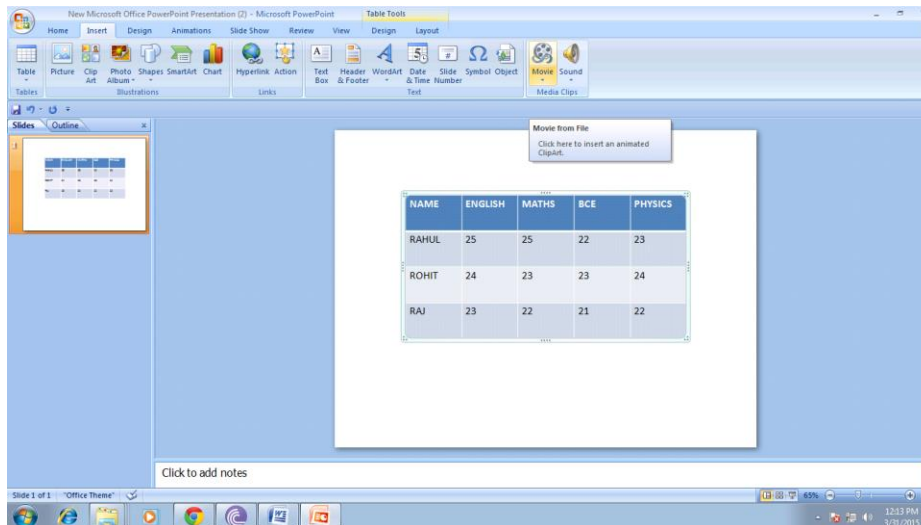 New Microsoft Office PowerPoint Presentation (2) - Microsoft PowerPoint
Table Tools
Home Insert Design Animations Slide Show Review View Design Layout
Table Picture Clip Art Photo Album Shapes SmartArt Chart Hyperlink Action Text Box Header & Footer WordArt Date & Time Slide Number Symbol Object Movie Sound
Tables Illustrations Links Text Media Clips
Slides Outline
Movie from File
Click here to insert an animated
ClipArt.
1
NAME ENGLISH MATHS BCE PHYSICS
RAHUL 25 25 22 23
ROHIT 24 23 23 24
RAJ 23 22 21 22
Click to add notes
Slide 1 of 1 "Office Theme" 65%
12:13 PM
3/31/2015